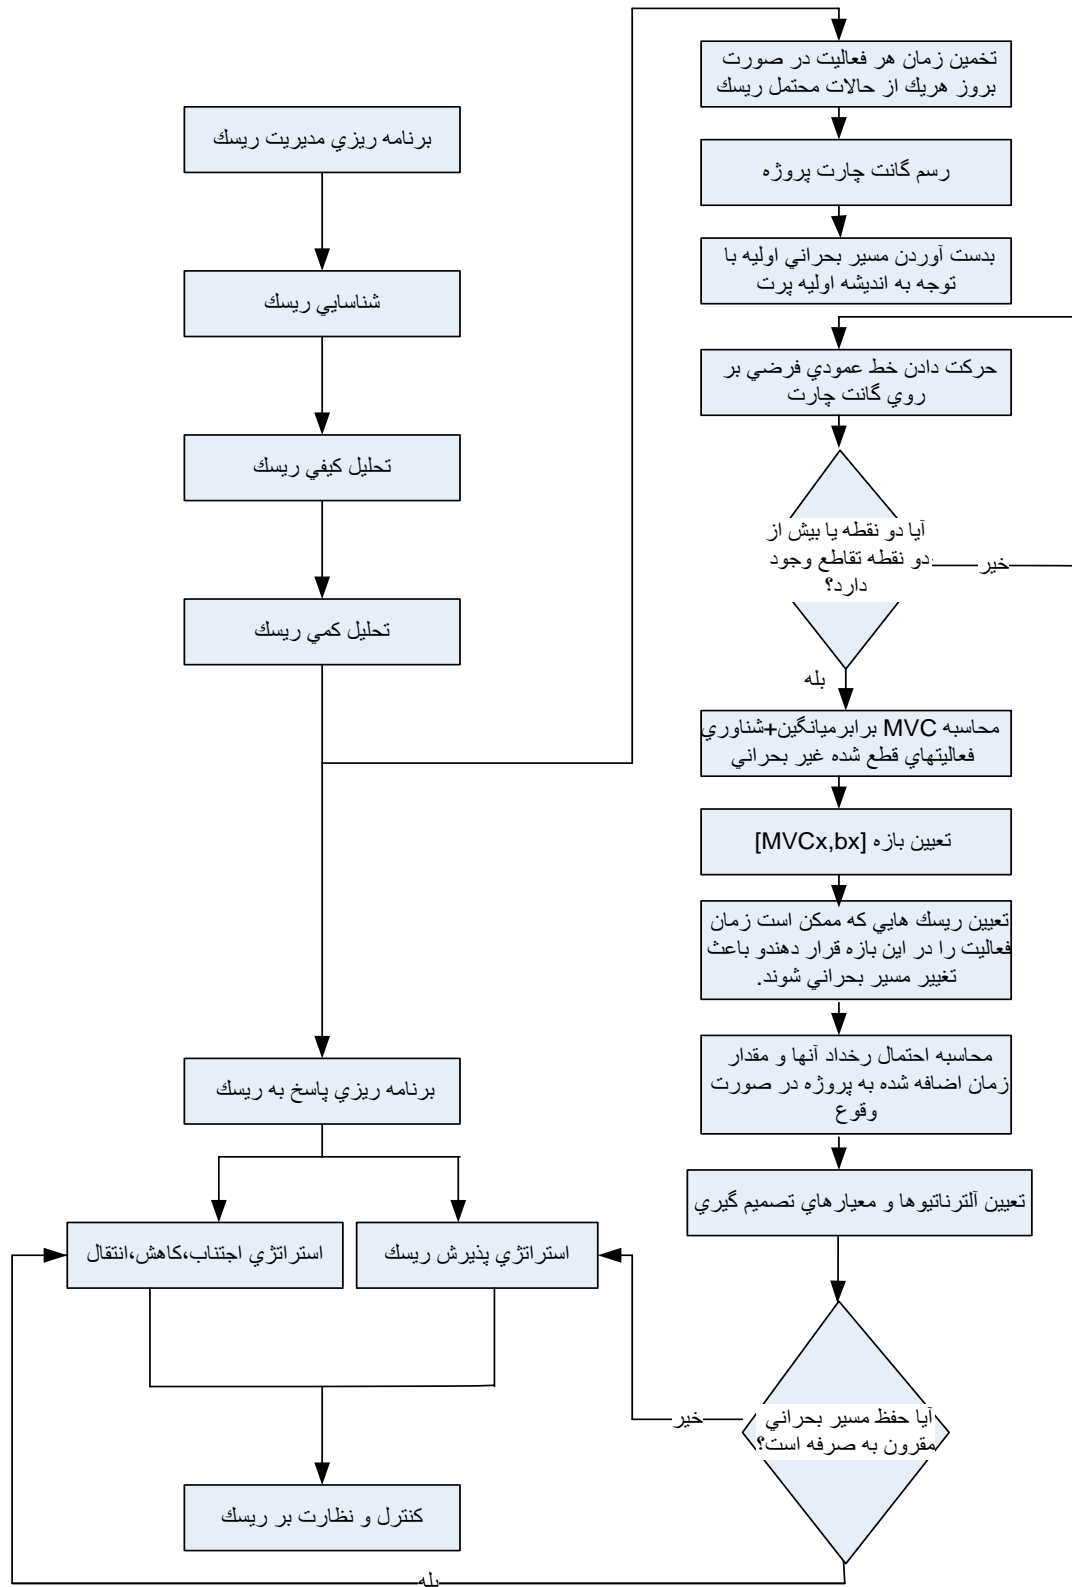 برنامه ريزي مديريت ريسك
شناسايي ريسك
تحليل كيفي ريسك
تحليل كمي ريسك
برنامه ريزي پاسخ به ريسك
استراتژي اجتناب،كاهش،انتقال
استراتژي پذيرش ريسك
كنترل و نظارت بر ريسك
تخمين زمان هر فعاليت در صورت
بروز هريك از حالات محتمل ريسك
رسم گانت چارت پروژه
بدست آوردن مسير بحراني اوليه با
توجه به انديشه اوليه پرت
حركت دادن خط عمودي فرضي بر
روي گانت چارت
آيا دو نقطه يا بيش از
دو نقطه تقاطع وجود
دارد؟
خير
بله
محاسبه MVC برابرميانگين+شناوري
فعاليتهاي قطع شده غير بحراني
تعيين بازه [MVCx,bx]
تعيين ريسك هايي كه ممكن است زمان
فعاليت را در اين بازه قرار دهندو باعث
تغيير مسير بحراني شوند.
محاسبه احتمال رخداد آنها و مقدار
زمان اضافه شده به پروژه در صورت
وقوع
تعيين آلترناتيوها و معيارهاي تصميم گيري
آيا حفظ مسير بحراني
مقرون به صرفه است؟
خير
بله